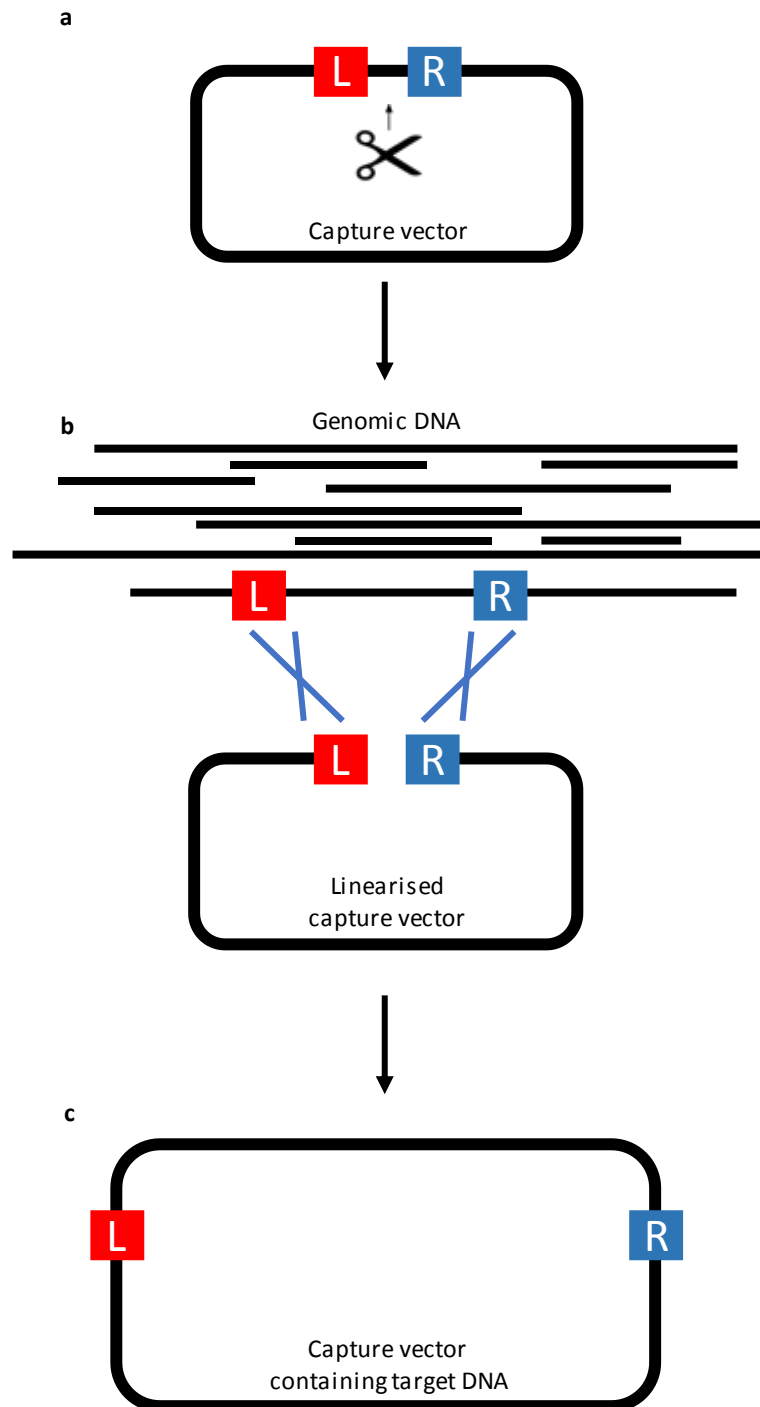 a
L R
Capture vector
b
Genomic DNA
L R
L R
Linearised
capture vector
c
L R
Capture vector
containing target DNA